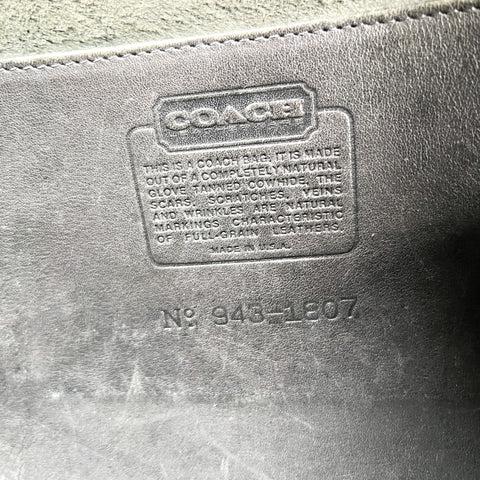 COACH
THIS IS A COACH BAG. IT IS MADE
OUT OF A COMPLETELY NATURAL
GLOVE TANNED COWHIDE. THE
SCARS, SCRATCHES, VEINS
AND WRINKLES ARE NATURAL
MARKINGS CHARACTERISTIC
OF FULL GRAIN LEATHERS.
MADE IN U.S.A.
No. 943-1807